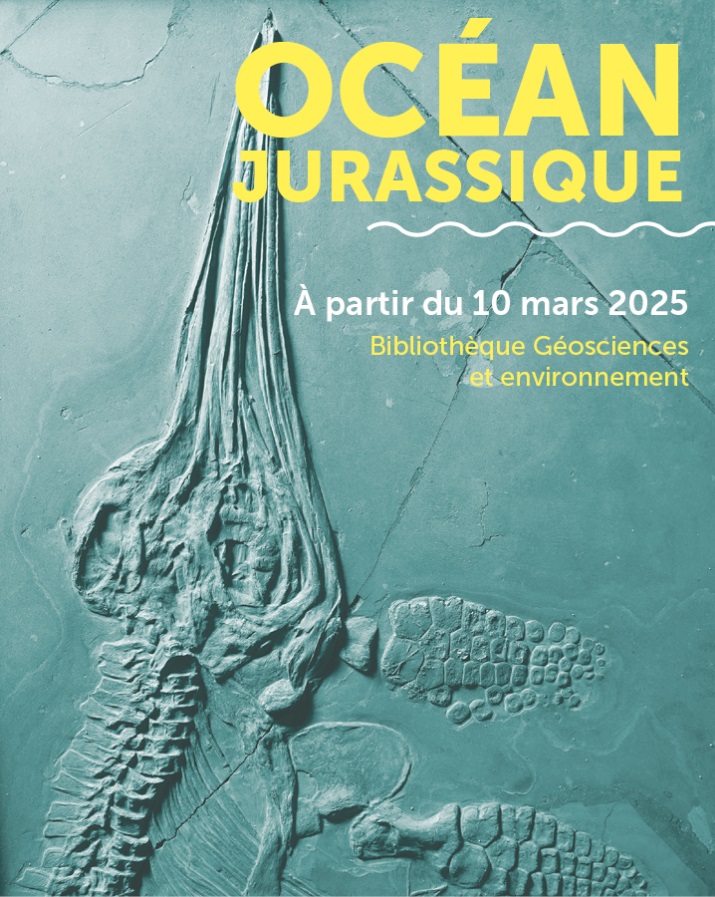 OCÉAN
JURASSIQUE
À partir du 10 mars 2025
Bibliothèque Géosciences
et environnement